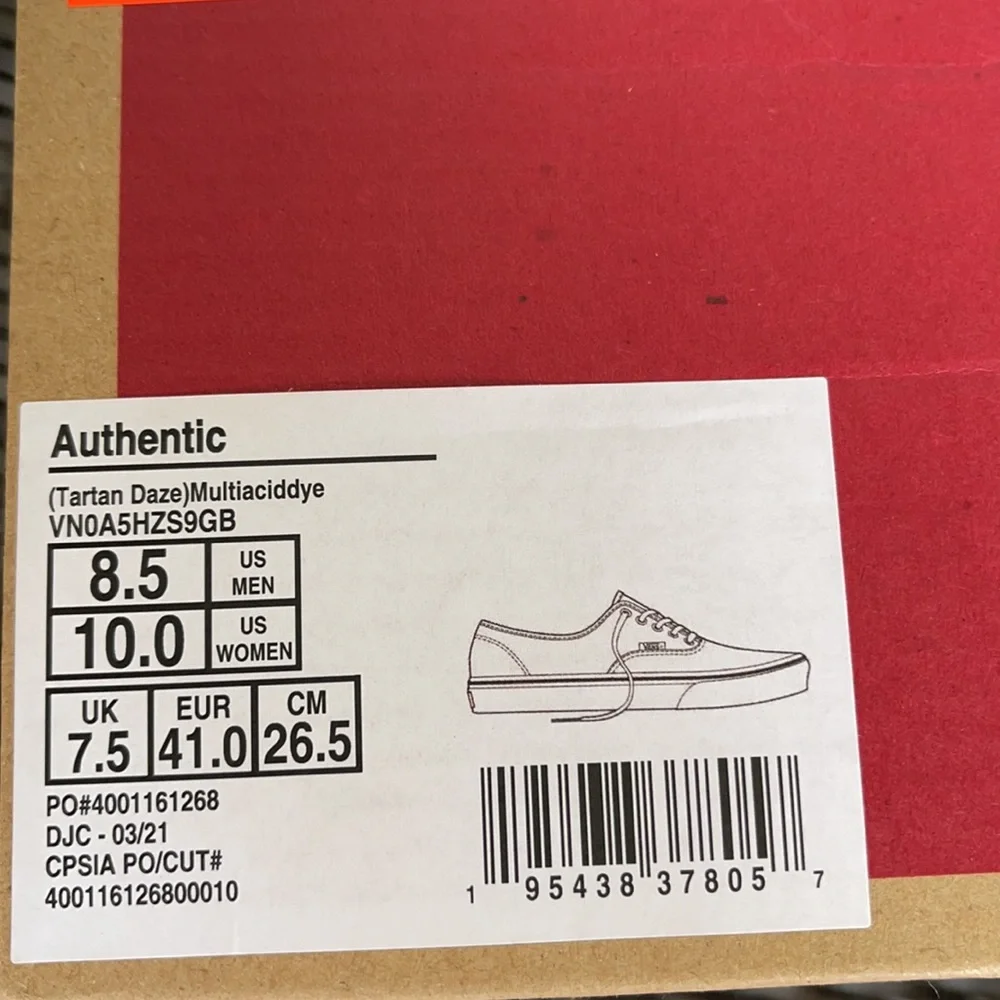 Authentic
(Tartan Daze)Multiaciddye
VN0A5HZS9GB
8.5 US MEN
10.0 US WOMEN
UK EUR CM
7.5 41.0 26.5
VANS
PO#4001161268
DJC - 03/21
CPSIA PO/CUT#
400116126800010
1 95438 37805 7